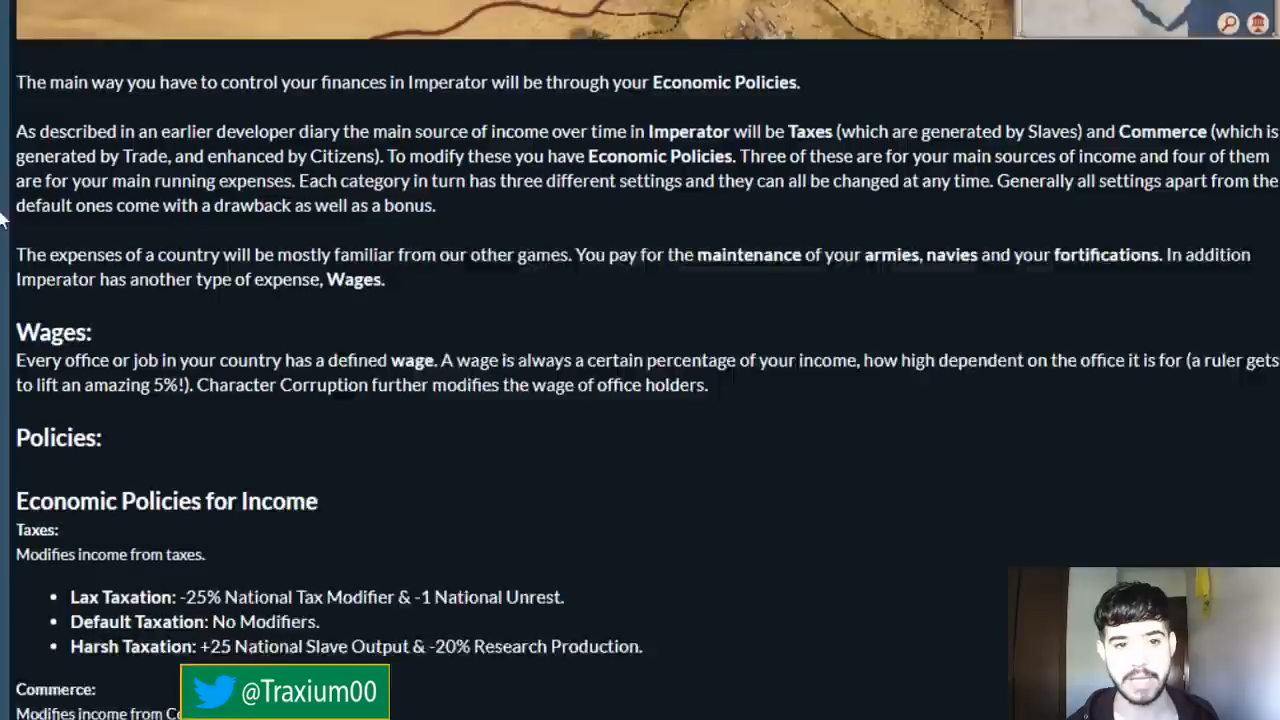 The main way you have to control your finances in Imperator will be through your Economic Policies.
As described in an earlier developer diary the main source of income over time in Imperator will be Taxes (which are generated by Slaves) and Commerce (which is
generated by Trade, and enhanced by Citizens). To modify these you have Economic Policies. Three of these are for your main sources of income and four of them
are for your main running expenses. Each category in turn has three different settings and they can all be changed at any time. Generally all settings apart from the
default ones come with a drawback as well as a bonus.
The expenses of a country will be mostly familiar from our other games. You pay for the maintenance of your armies, navies and your fortifications. In addition
Imperator has another type of expense, Wages.
Wages:
Every office or job in your country has a defined wage. A wage is always a certain percentage of your income, how high dependent on the office it is for (a ruler gets
to lift an amazing 5%!). Character Corruption further modifies the wage of office holders.
Policies:
Economic Policies for Income
Taxes:
Modifies income from taxes.
• Lax Taxation: -25% National Tax Modifier & -1 National Unrest.
• Default Taxation: No Modifiers.
• Harsh Taxation: +25 National Slave Output & -20% Research Production.
Commerce:
Modifies income from
@Traxium00